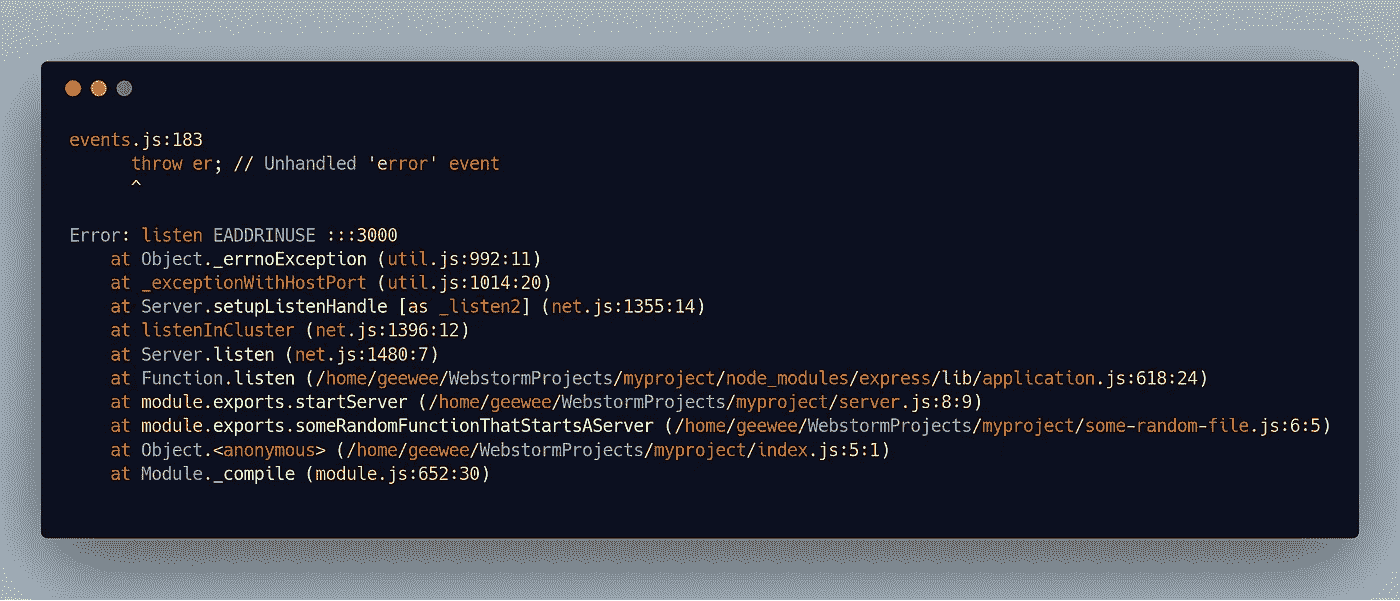 events.js:183
throw er; // Unhandled 'error' event
^
Error: listen EADDRINUSE :::3000
at Object._errnoException (util.js:992:11)
at _exceptionWithHostPort (util.js:1014:20)
at Server.setupListenHandle [as _listen2] (net.js:1355:14)
at listenInCluster (net.js:1396:12)
at Server.listen (net.js:1480:7)
at Function.listen (/home/geewee/WebstormProjects/myproject/node_modules/express/lib/application.js:618:24)
at module.exports.startServer (/home/geewee/WebstormProjects/myproject/server.js:8:9)
at module.exports.someRandomFunctionThatStartsAServer (/home/geewee/WebstormProjects/myproject/some-random-file.js:6:5)
at Object.<anonymous> (/home/geewee/WebstormProjects/myproject/index.js:5:1)
at Module._compile (module.js:652:30)